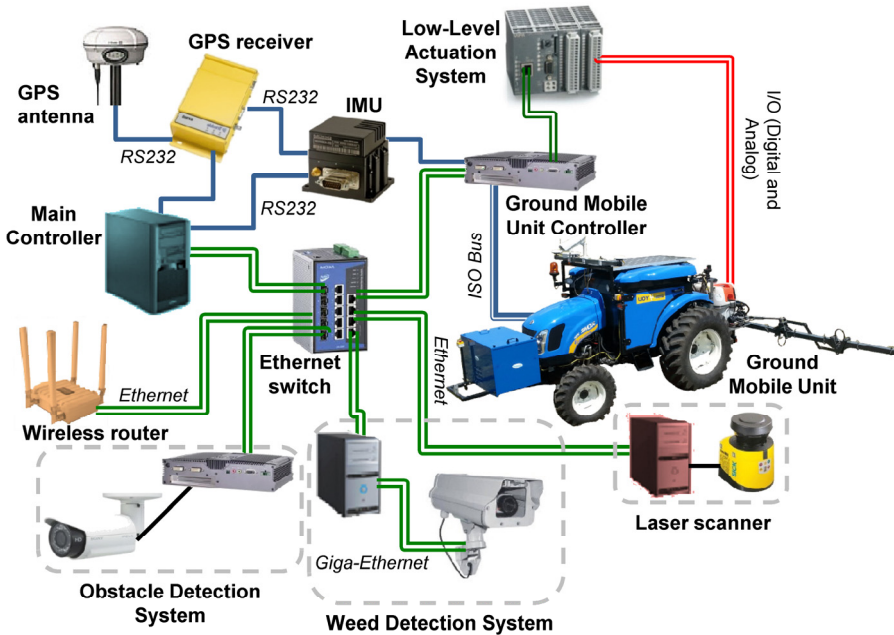 GPS receiver
Low-Level
Actuation
System
GPS
antenna
RS232
IMU
RS232
I/O (Digital and
Analog)
Main
Controller
RS232
Ground Mobile
Unit Controller
ISO Bus
Ethernet
Ethernet
switch
Ethernet
Ground
Mobile Unit
Wireless router
Laser scanner
Giga-Ethernet
Obstacle Detection
System
Weed Detection System